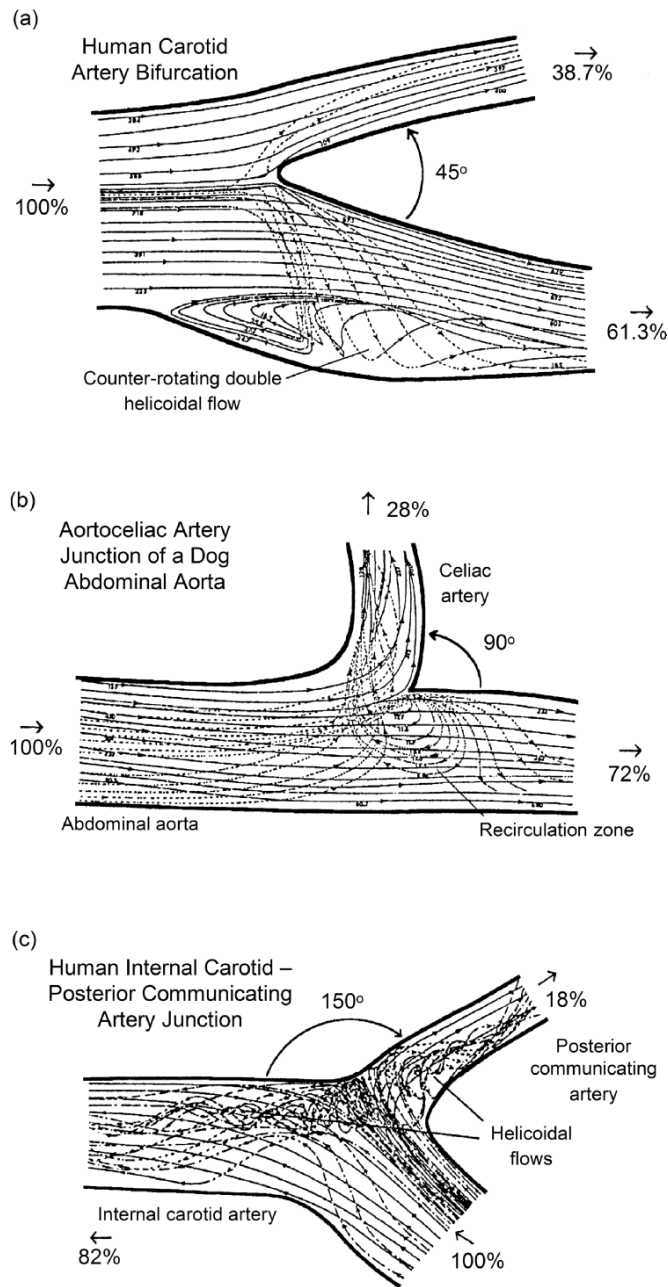 (a)
Human Carotid
Artery Bifurcation
→
38.7%
45°
→
100%
→
61.3%
Counter-rotating double
helicoidal flow
(b)
↑ 28%
Aortoceliac Artery
Junction of a Dog
Abdominal Aorta
Celiac
artery
90°
→
100%
→
72%
Abdominal aorta
Recirculation zone
(c)
Human Internal Carotid –
Posterior Communicating
Artery Junction
150°
18%
Posterior
communicating
artery
Helicoidal
flows
Internal carotid artery
←
82%
100%